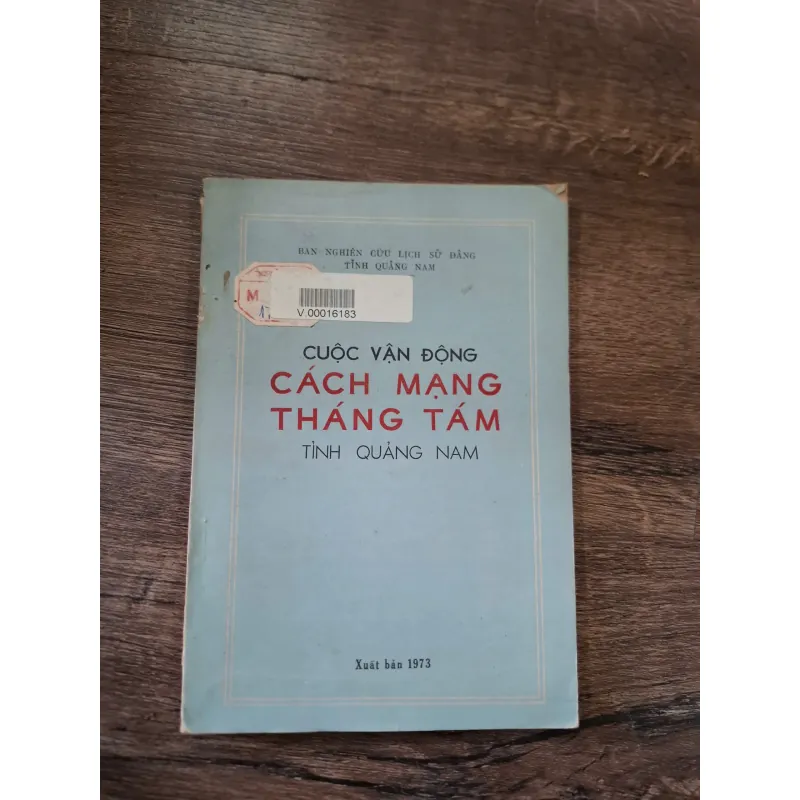 BAN NGHIÊN CỨU LỊCH SỬ ĐẢNG
TỈNH QUẢNG NAM
M
V.00016183
CUỘC VẬN ĐỘNG
CÁCH MẠNG
THÁNG TÁM
TỈNH QUẢNG NAM
Xuất bản 1973